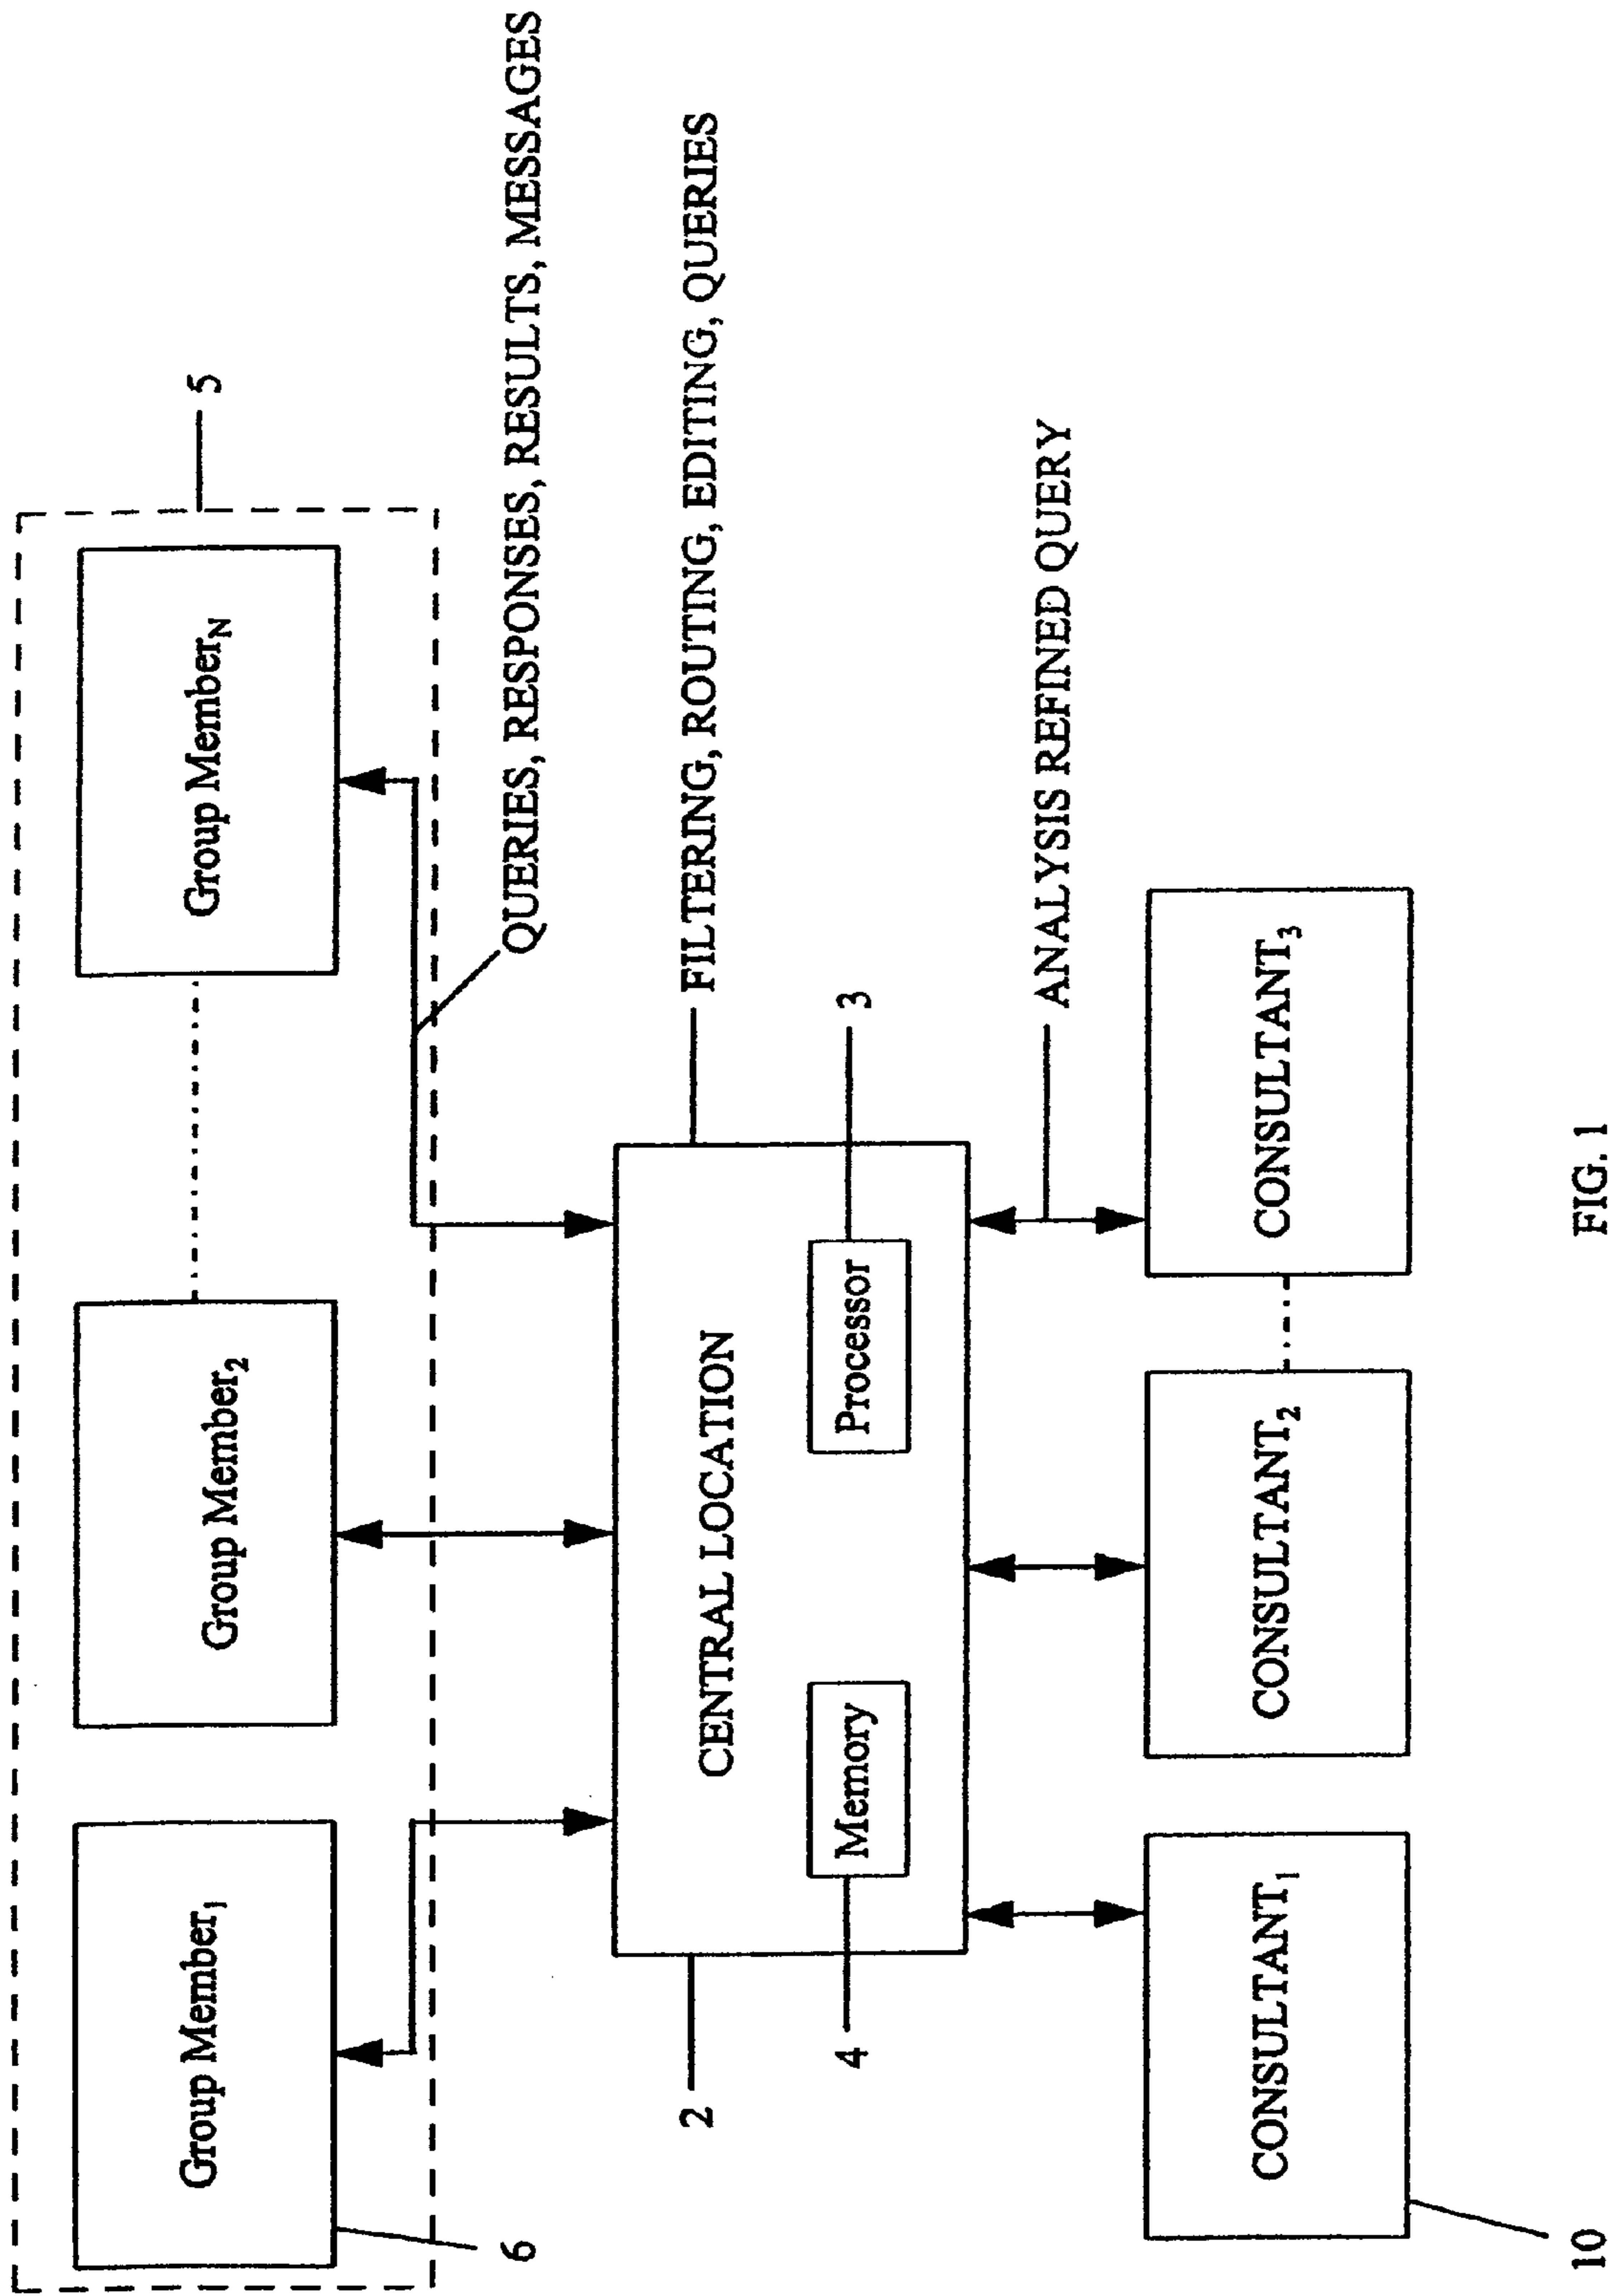 5
Group Member₁
Group Member₂
Group Member_N
6
QUERIES, RESPONSES, RESULTS, MESSAGES
2
CENTRAL LOCATION
FILTERING, ROUTING, EDITING, QUERIES
4
Memory
Processor
3
ANALYSIS REFINED QUERY
CONSULTANT₁
CONSULTANT₂
CONSULTANT₃
10
FIG. 1